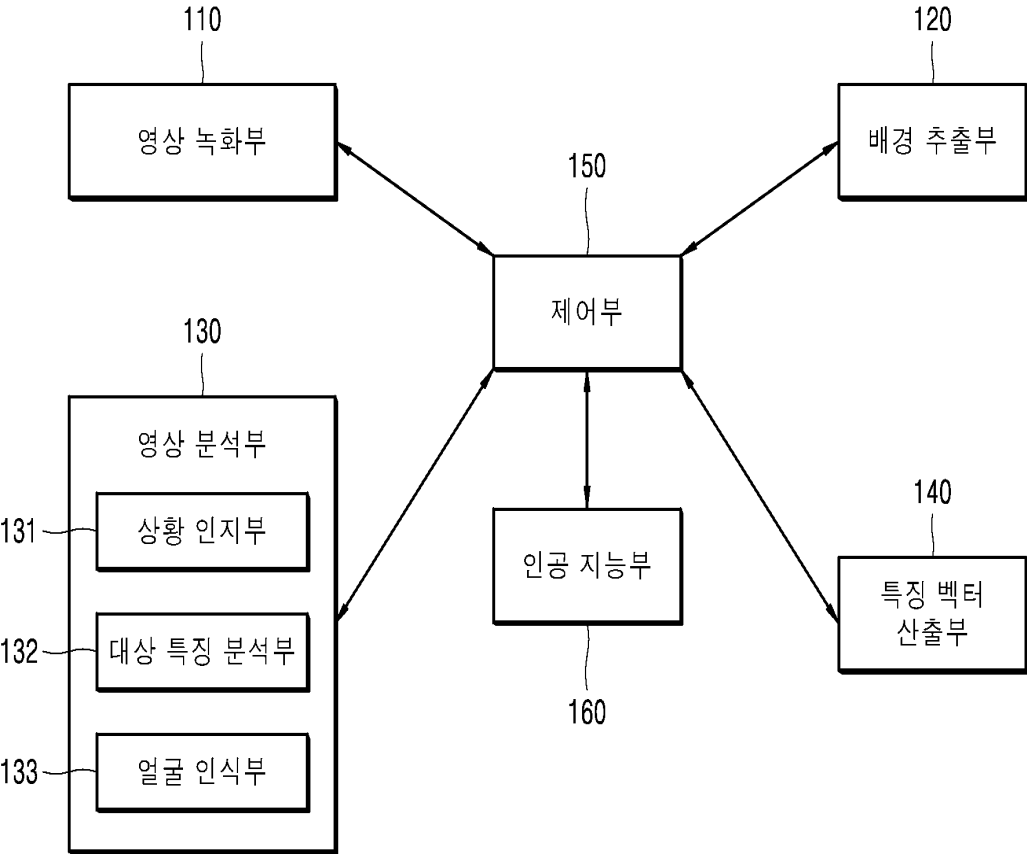 110
영상 녹화부
120
배경 추출부
150
제어부
130
영상 분석부
131
상황 인지부
132
대상 특징 분석부
133
얼굴 인식부
인공 지능부
160
140
특징 벡터
산출부